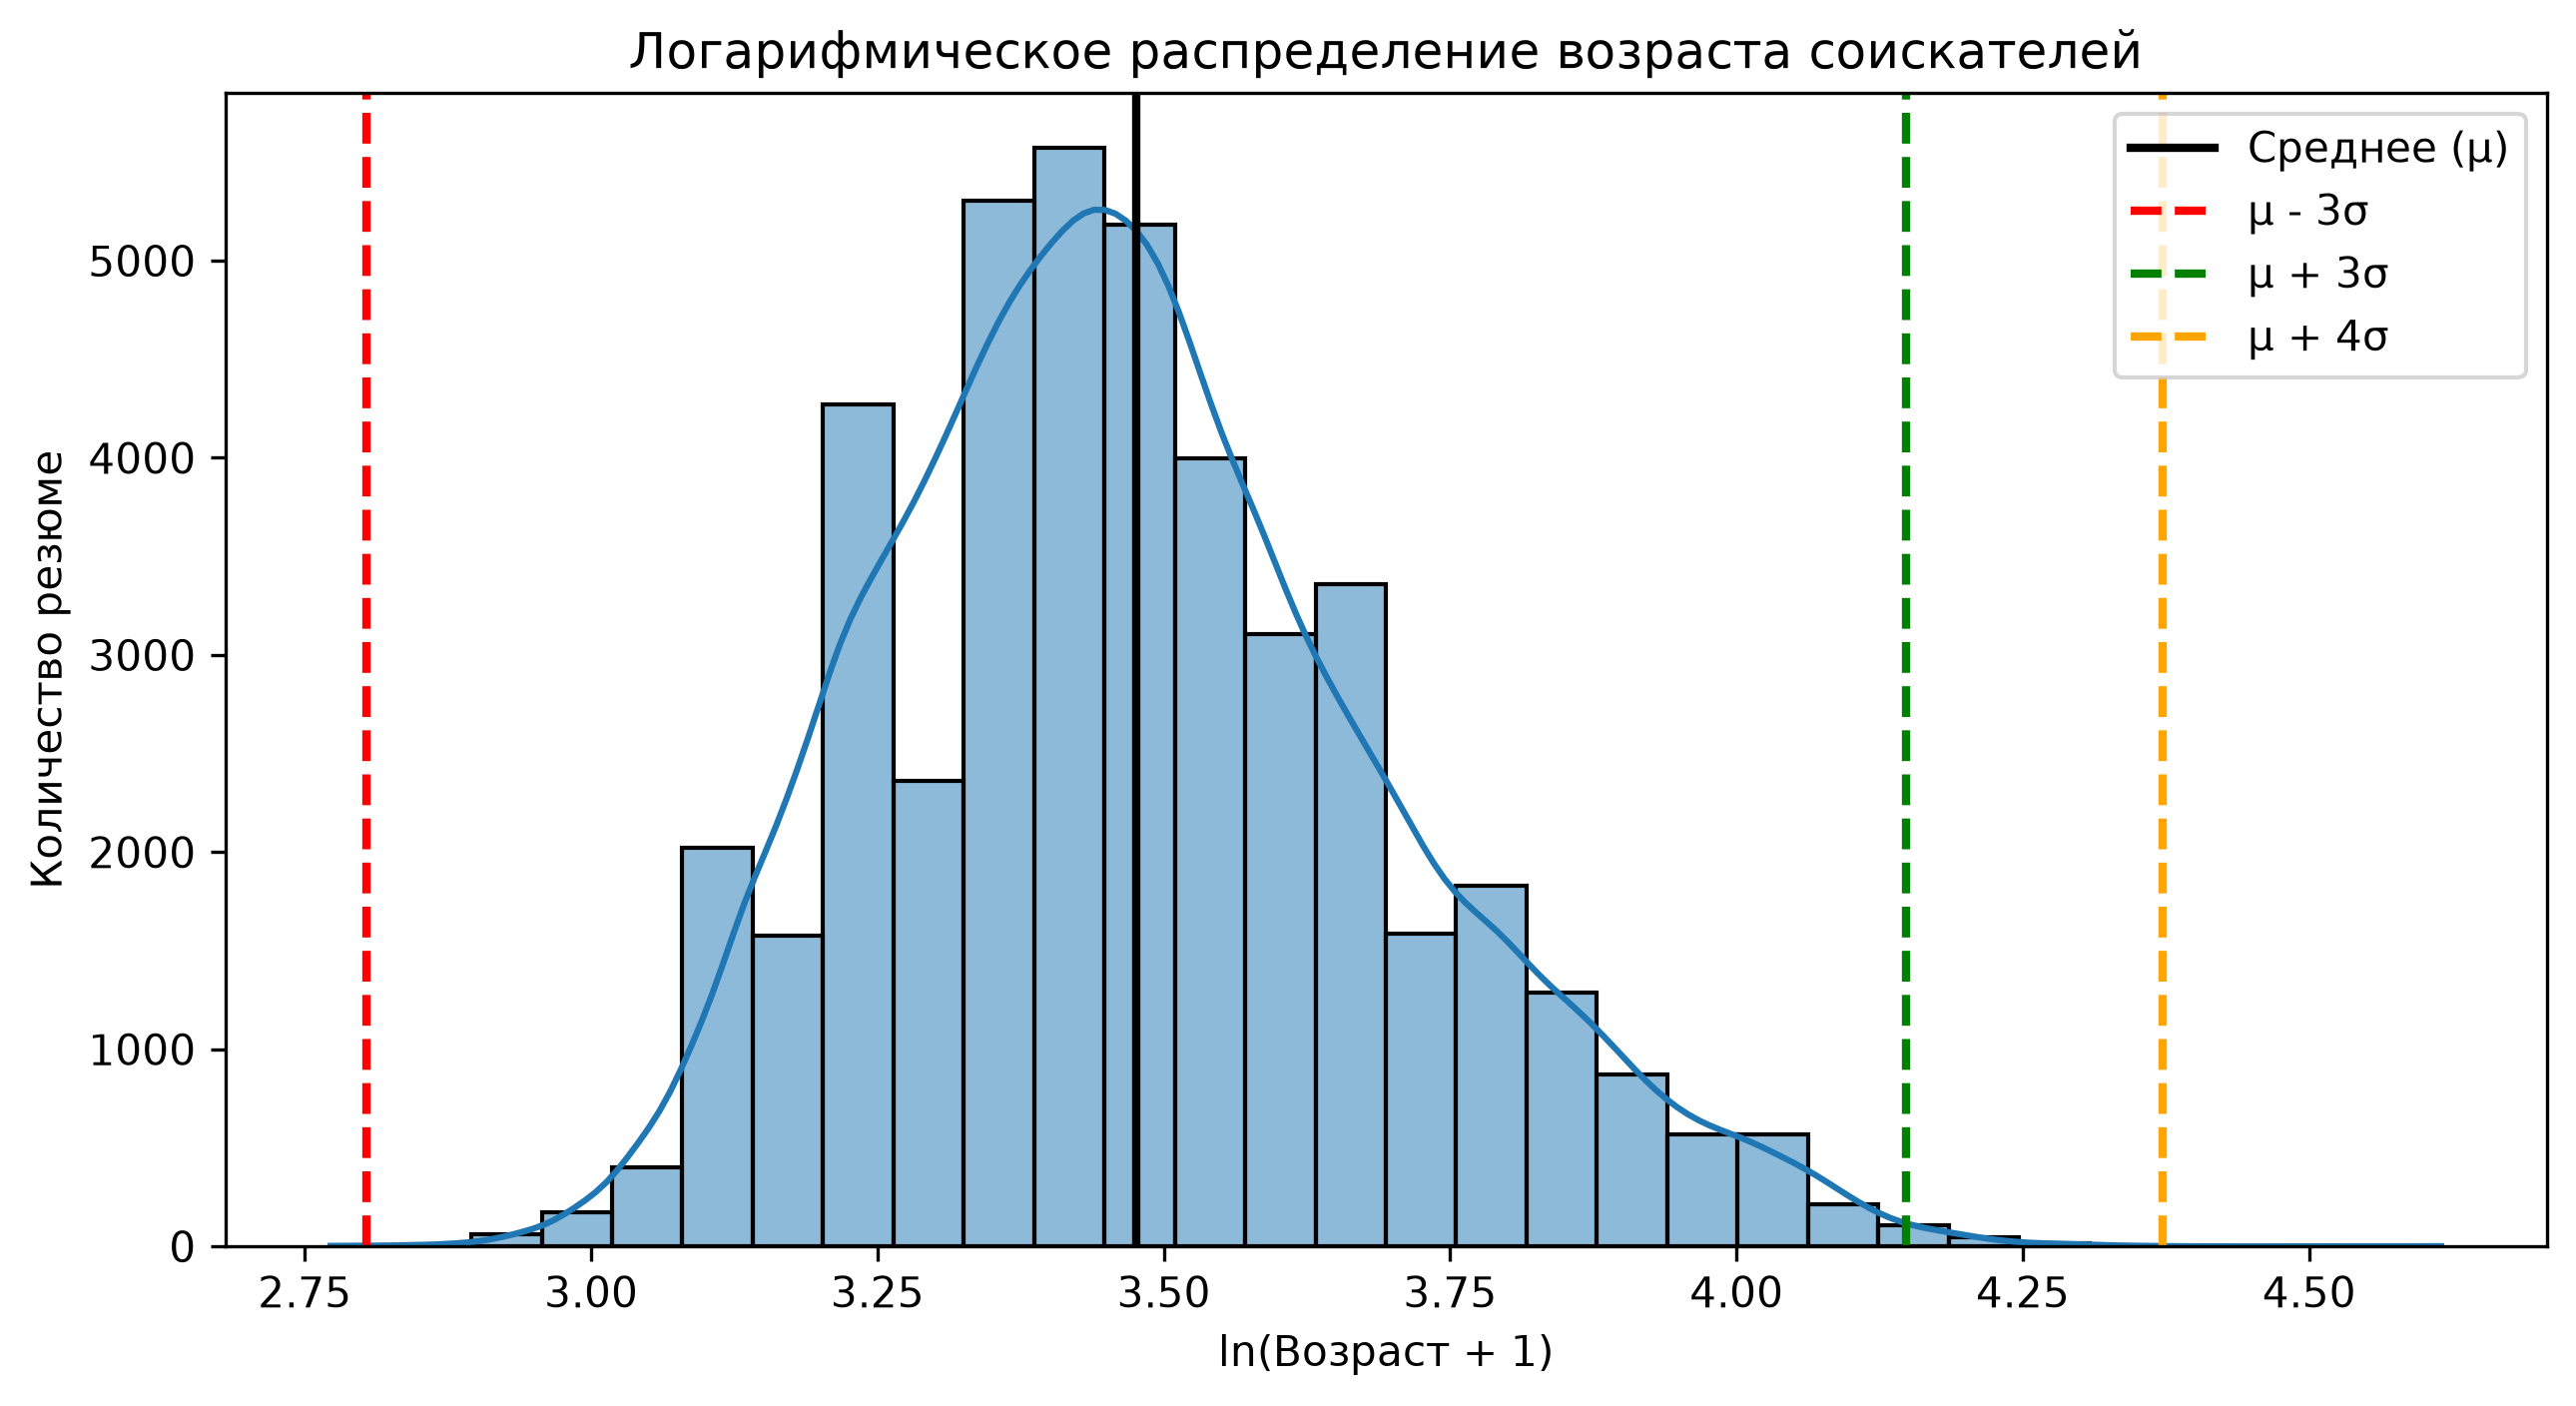 Логарифмическое распределение возраста соискателей
Среднее (μ)
μ - 3σ
μ + 3σ
μ + 4σ
Количество резюме
5000
4000
3000
2000
1000
0
2.75 3.00 3.25 3.50 3.75 4.00 4.25 4.50
ln(Возраст + 1)